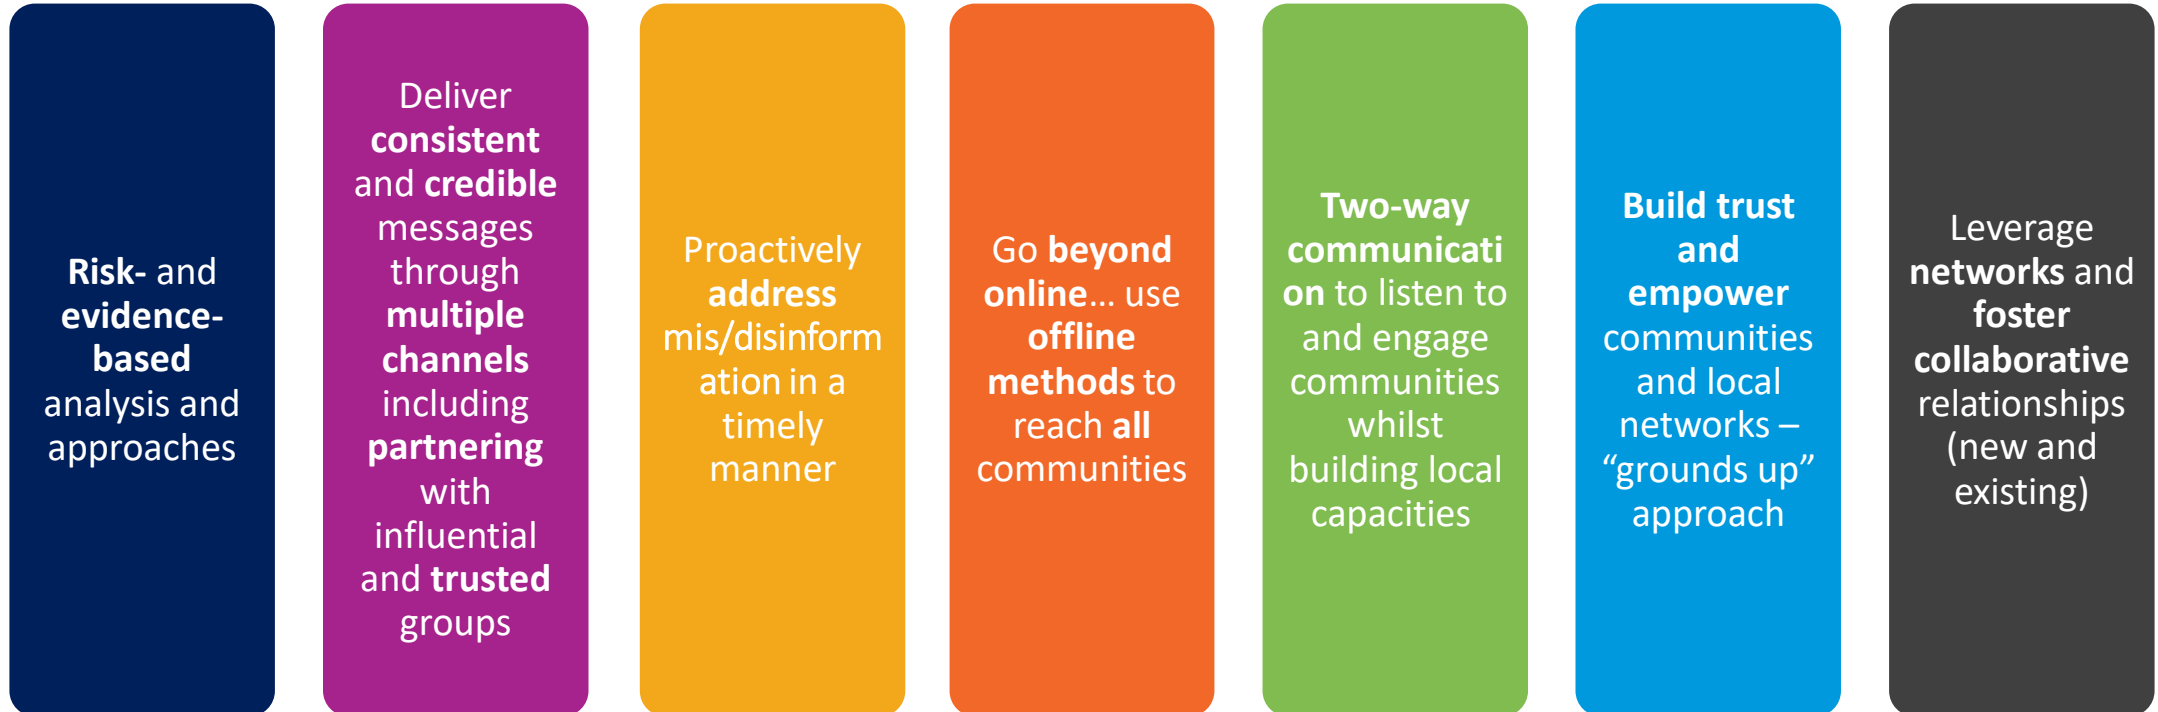 Risk- and
evidence-
based
analysis and
approaches
Deliver
consistent
and credible
messages
through
multiple
channels
including
partnering
with
influential
and trusted
groups
Proactively
address
mis/disinform
ation in a
timely
manner
Go beyond
online... use
offline
methods to
reach all
communities
Two-way
communicati
on to listen to
and engage
communities
whilst
building local
capacities
Build trust
and
empower
communities
and local
networks –
“grounds up”
approach
Leverage
networks and
foster
collaborative
relationships
(new and
existing)